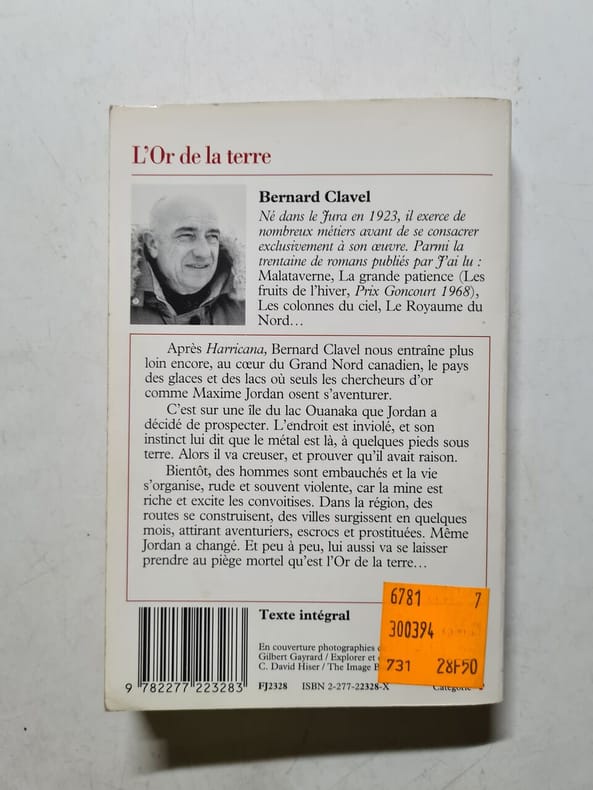 L'Or de la terre
Bernard Clavel
Né dans le Jura en 1923, il exerce de
nombreux métiers avant de se consacrer
exclusivement à son œuvre. Parmi la
trentaine de romans publiés par J'ai lu :
Malataverne, La grande patience (Les
fruits de l'hiver, Prix Goncourt 1968),
Les colonnes du ciel, Le Royaume du
Nord…
Après Harricana, Bernard Clavel nous entraîne plus
loin encore, au cœur du Grand Nord canadien, le pays
des glaces et des lacs où seuls les chercheurs d'or
comme Maxime Jordan osent s'aventurer.
C'est sur une île du lac Ouanaka que Jordan a
décidé de prospecter. L'endroit est inviolé, et son
instinct lui dit que le métal est là, à quelques pieds sous
terre. Alors il va creuser, et prouver qu'il avait raison.
Bientôt, des hommes sont embauchés et la vie
s'organise, rude et souvent violente, car la mine est
riche et excite les convoitises. Dans la région, des
routes se construisent, des villes surgissent en quelques
mois, attirant aventuriers, escrocs et prostituées. Même
Jordan a changé. Et peu à peu, lui aussi va se laisser
prendre au piège mortel qu'est l'Or de la terre…
6781 7
300394
731 28F50
Texte intégral
En couverture photographies
Gilbert Gayrard / Explorer et
C. David Hiser / The Image
9 782277 223283
FJ2328 ISBN 2-277-22328-X Catégorie